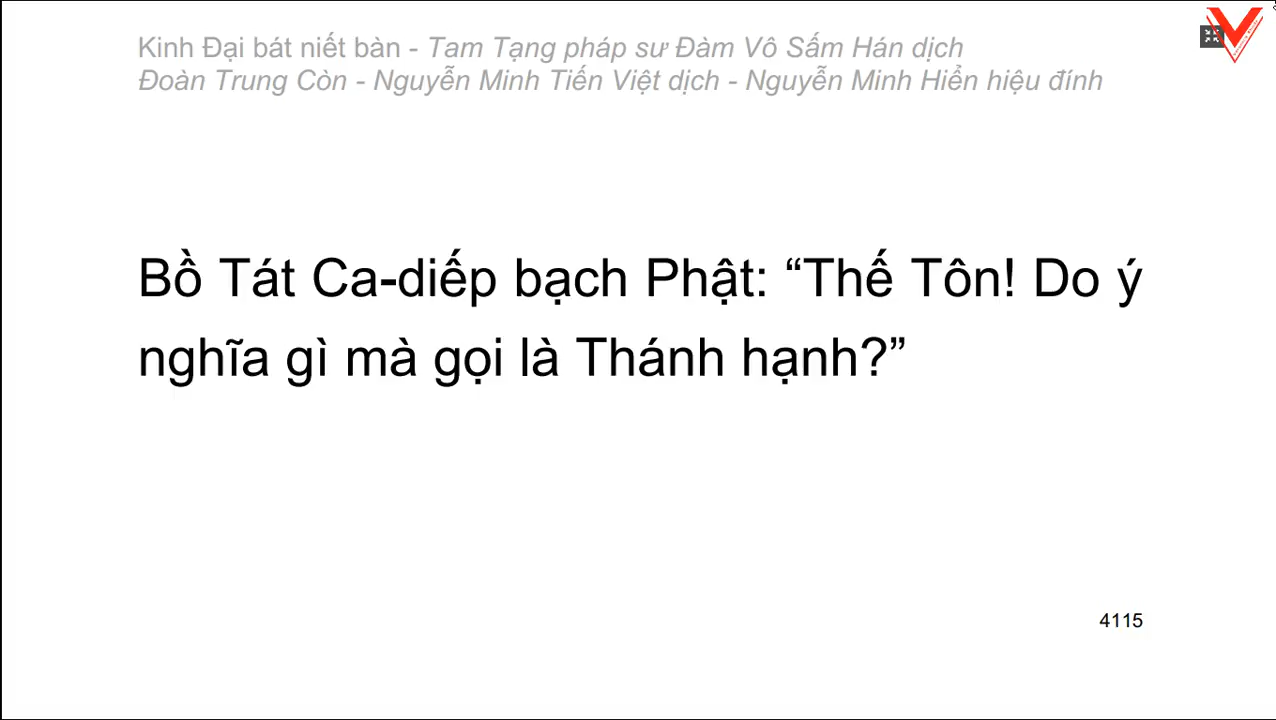 Kinh Đại bát niết bàn - Tam Tạng pháp sư Đàm Vô Sấm Hán dịch
Đoàn Trung Còn - Nguyễn Minh Tiến Việt dịch - Nguyễn Minh Hiển hiệu đính
Bồ Tát Ca-diếp bạch Phật: “Thế Tôn! Do ý
nghĩa gì mà gọi là Thánh hạnh?”
4115